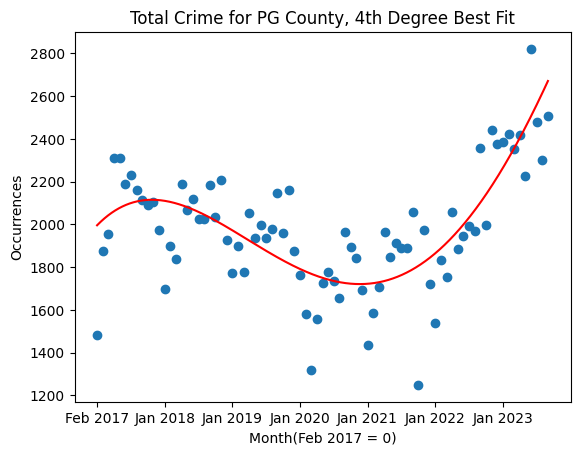 Total Crime for PG County, 4th Degree Best Fit
Occurrences
2800
2600
2400
2200
2000
1800
1600
1400
1200
Feb 2017 Jan 2018 Jan 2019 Jan 2020 Jan 2021 Jan 2022 Jan 2023
Month(Feb 2017 = 0)